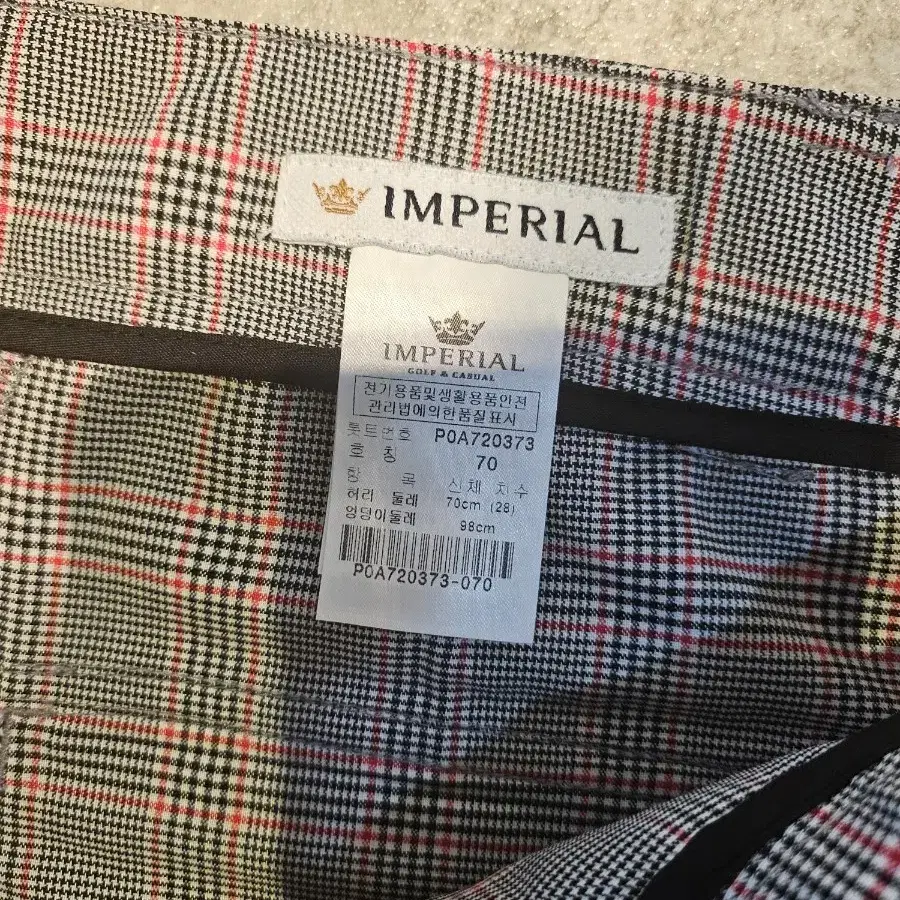 IMPERIAL
IMPERIAL
GOLF & CASUAL
전기용품및생활용품안전
관리법에의한품질표시
롯트번호 P0A720373
호칭 70
항목 신체 치수
허리 둘레 70cm (28)
엉덩이둘레 98cm
P0A720373-070